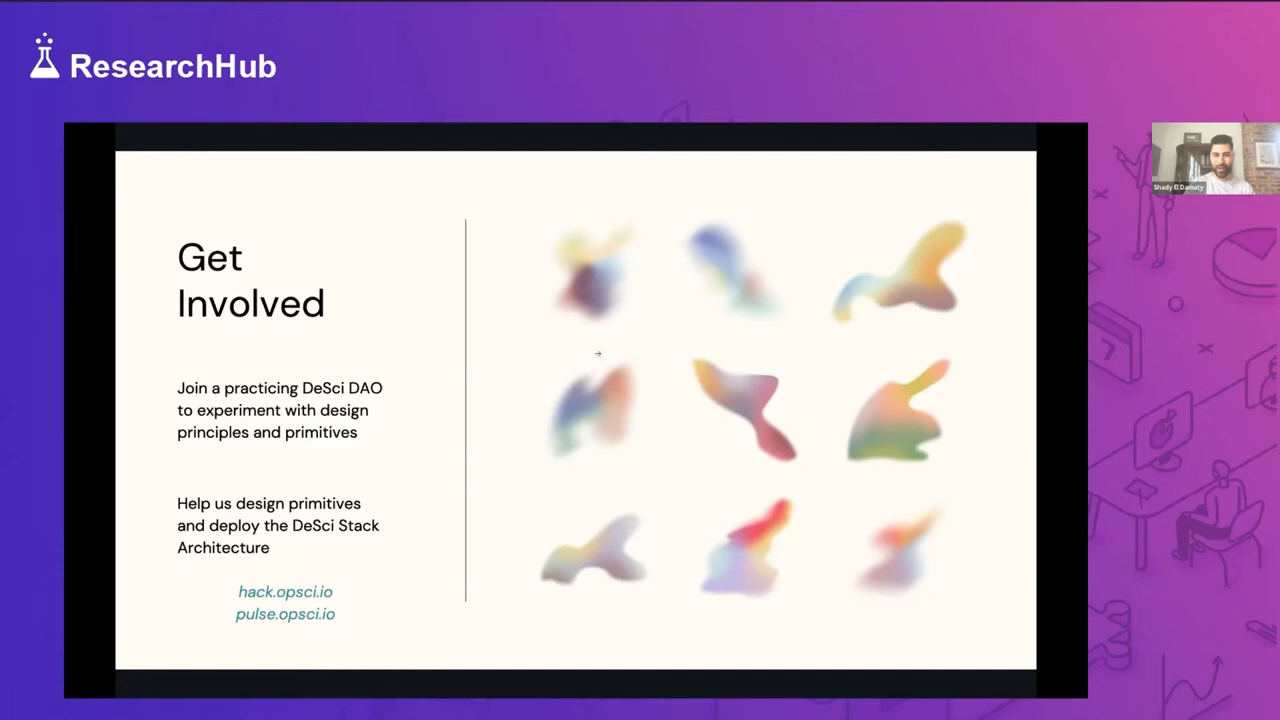 ResearchHub
Shady El Damaty
Get
Involved
Join a practicing DeSci DAO
to experiment with design
principles and primitives
Help us design primitives
and deploy the DeSci Stack
Architecture
hack.opsci.io
pulse.opsci.io
7